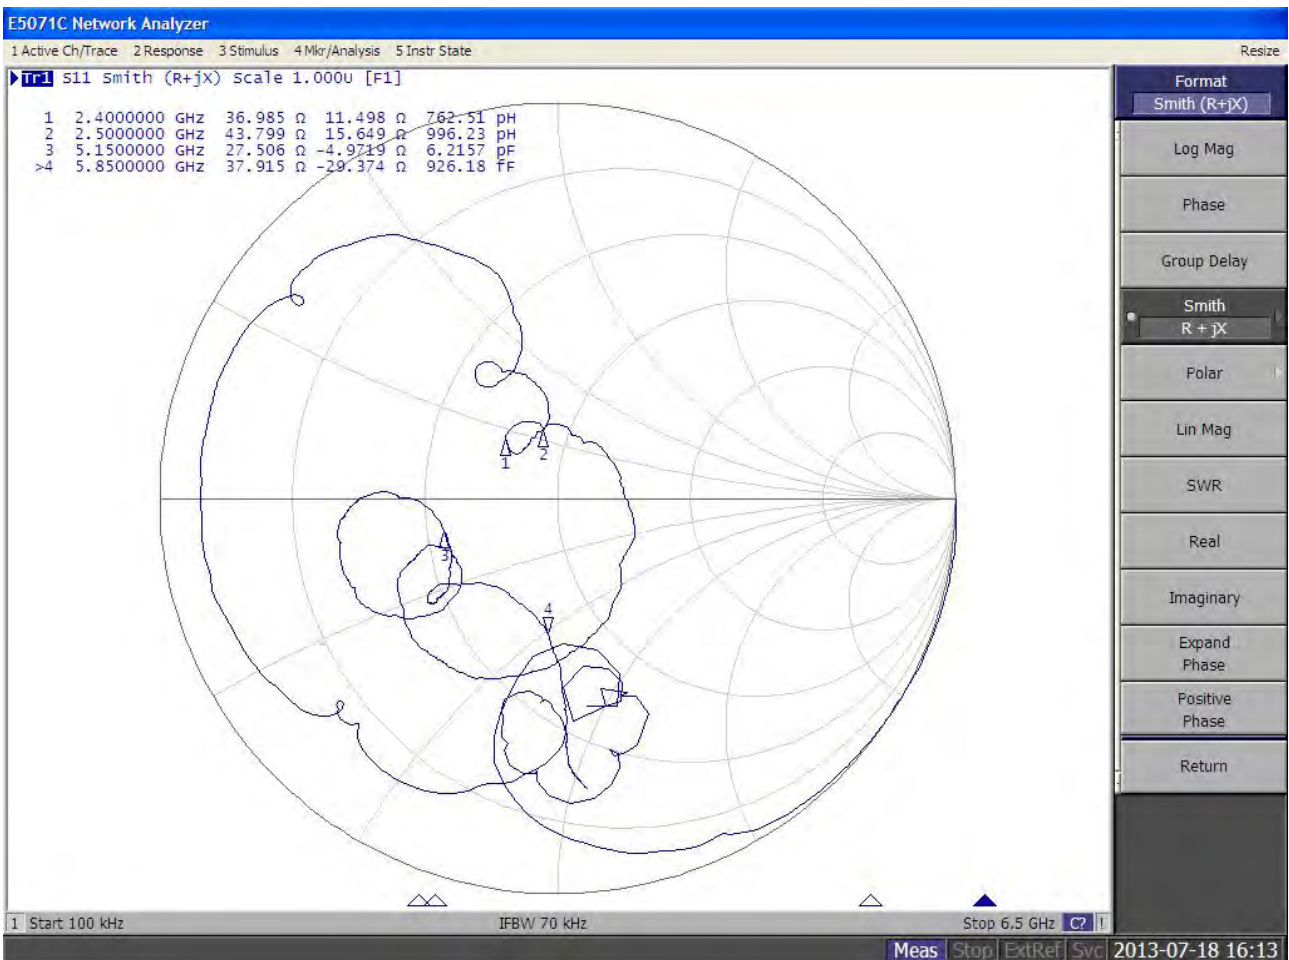 E5071C Network Analyzer
1 Active Ch/Trace 2 Response 3 Stimulus 4 Mkr/Analysis 5 Instr State Resize
Tr1 S11 Smith (R+jX) Scale 1.000U [F1]
1 2.4000000 GHz 36.985 Ω 11.498 Ω 762.51 pH
2 2.5000000 GHz 43.799 Ω 15.649 Ω 996.23 pH
3 5.1500000 GHz 27.506 Ω -4.9719 Ω 6.2157 pF
>4 5.8500000 GHz 37.915 Ω -29.374 Ω 926.18 fF
1
2
3
4
Format
Smith (R+jX)
Log Mag
Phase
Group Delay
Smith
R + jX
Polar
Lin Mag
SWR
Real
Imaginary
Expand
Phase
Positive
Phase
Return
1 Start 100 kHz IFBW 70 kHz Stop 6.5 GHz C? !
Meas Stop ExtRef Svc 2013-07-18 16:13